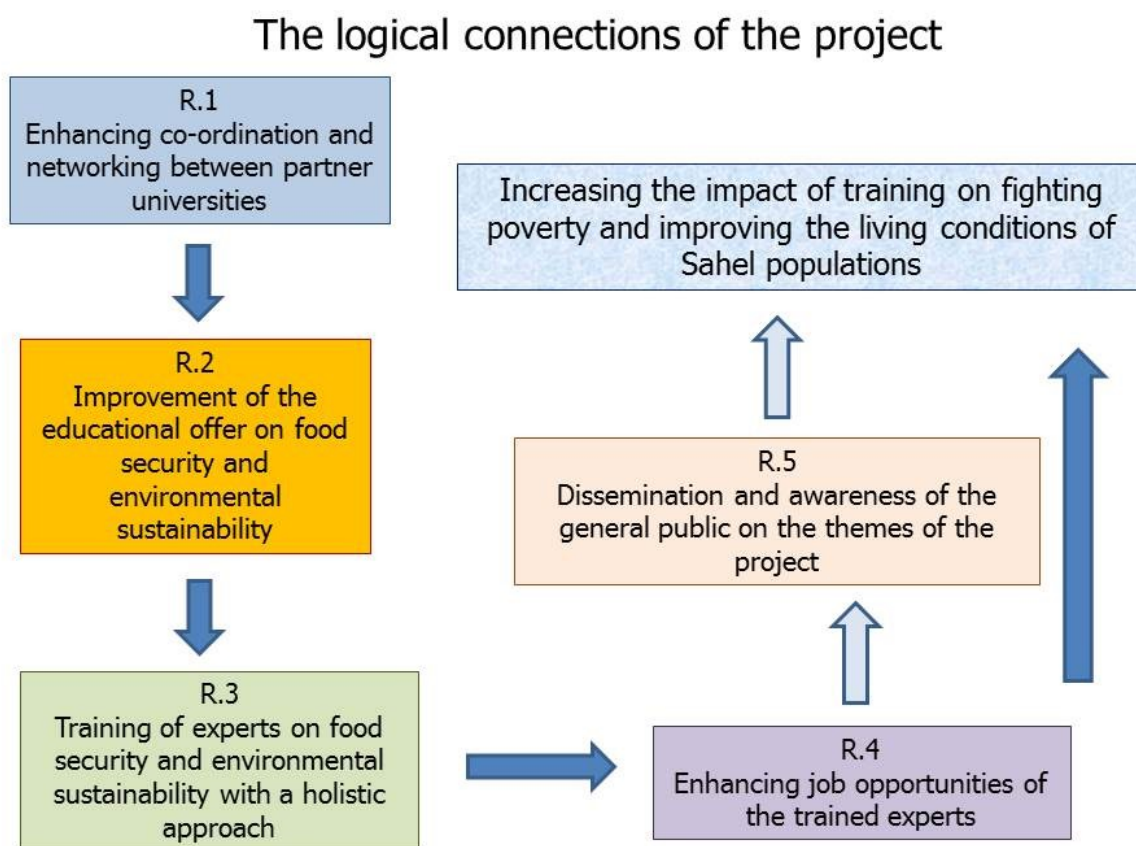 The logical connections of the project
R.1
Enhancing co-ordination and
networking between partner
universities
R.2
Improvement of the
educational offer on food
security and
environmental
sustainability
R.3
Training of experts on food
security and environmental
sustainability with a holistic
approach
R.4
Enhancing job opportunities of
the trained experts
R.5
Dissemination and awareness of the
general public on the themes of the
project
Increasing the impact of training on fighting
poverty and improving the living conditions of
Sahel populations